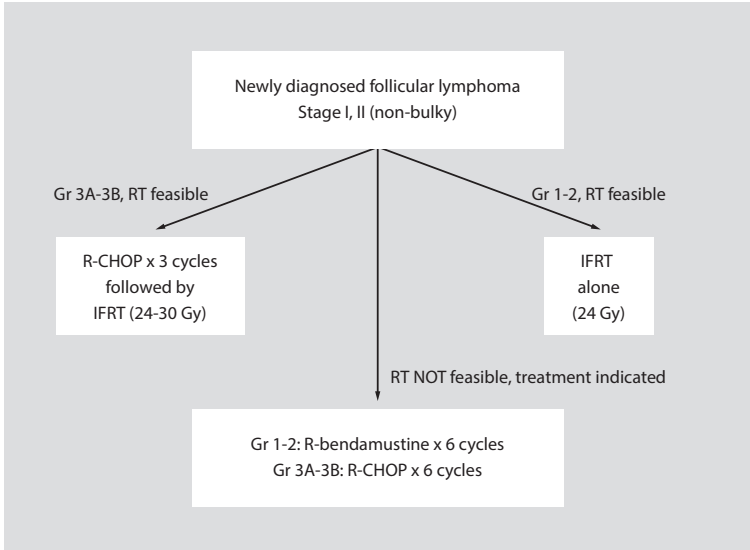 Newly diagnosed follicular lymphoma
Stage I, II (non-bulky)
Gr 3A-3B, RT feasible
Gr 1-2, RT feasible
R-CHOP x 3 cycles
followed by
IFRT (24-30 Gy)
IFRT
alone
(24 Gy)
RT NOT feasible, treatment indicated
Gr 1-2: R-bendamustine x 6 cycles
Gr 3A-3B: R-CHOP x 6 cycles